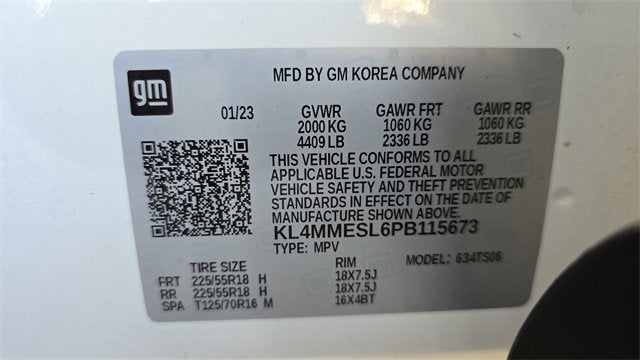 gm
MFD BY GM KOREA COMPANY
01/23 GVWR GAWR FRT GAWR RR
2000 KG 1060 KG 1060 KG
4409 LB 2336 LB 2336 LB
THIS VEHICLE CONFORMS TO ALL
APPLICABLE U.S. FEDERAL MOTOR
VEHICLE SAFETY AND THEFT PREVENTION
STANDARDS IN EFFECT ON THE DATE OF
MANUFACTURE SHOWN ABOVE.
KL4MMESL6PB115673
TYPE: MPV MODEL: 634TS06
TIRE SIZE RIM
FRT 225/55R18 H 18X7.5J
RR 225/55R18 H 18X7.5J
SPA T125/70R16 M 16X4BT